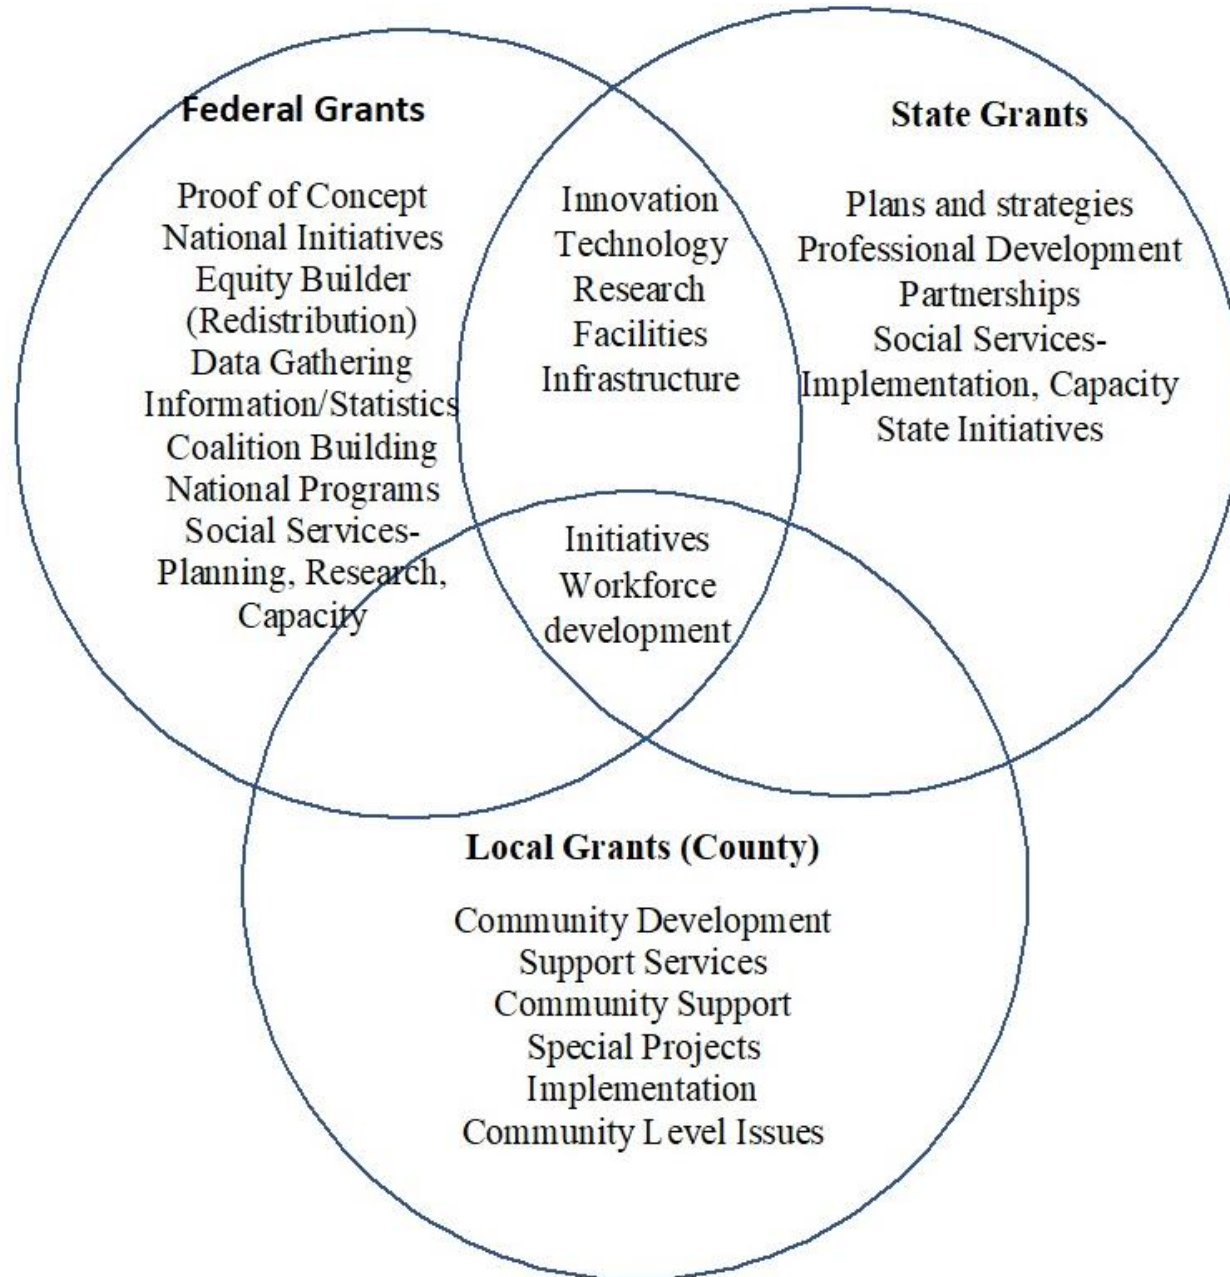 Federal Grants
Proof of Concept
National Initiatives
Equity Builder
(Redistribution)
Data Gathering
Information/Statistics
Coalition Building
National Programs
Social Services-
Planning, Research,
Capacity
Innovation
Technology
Research
Facilities
Infrastructure
State Grants
Plans and strategies
Professional Development
Partnerships
Social Services-
Implementation, Capacity
State Initiatives
Initiatives
Workforce
development
Local Grants (County)
Community Development
Support Services
Community Support
Special Projects
Implementation
Community Level Issues